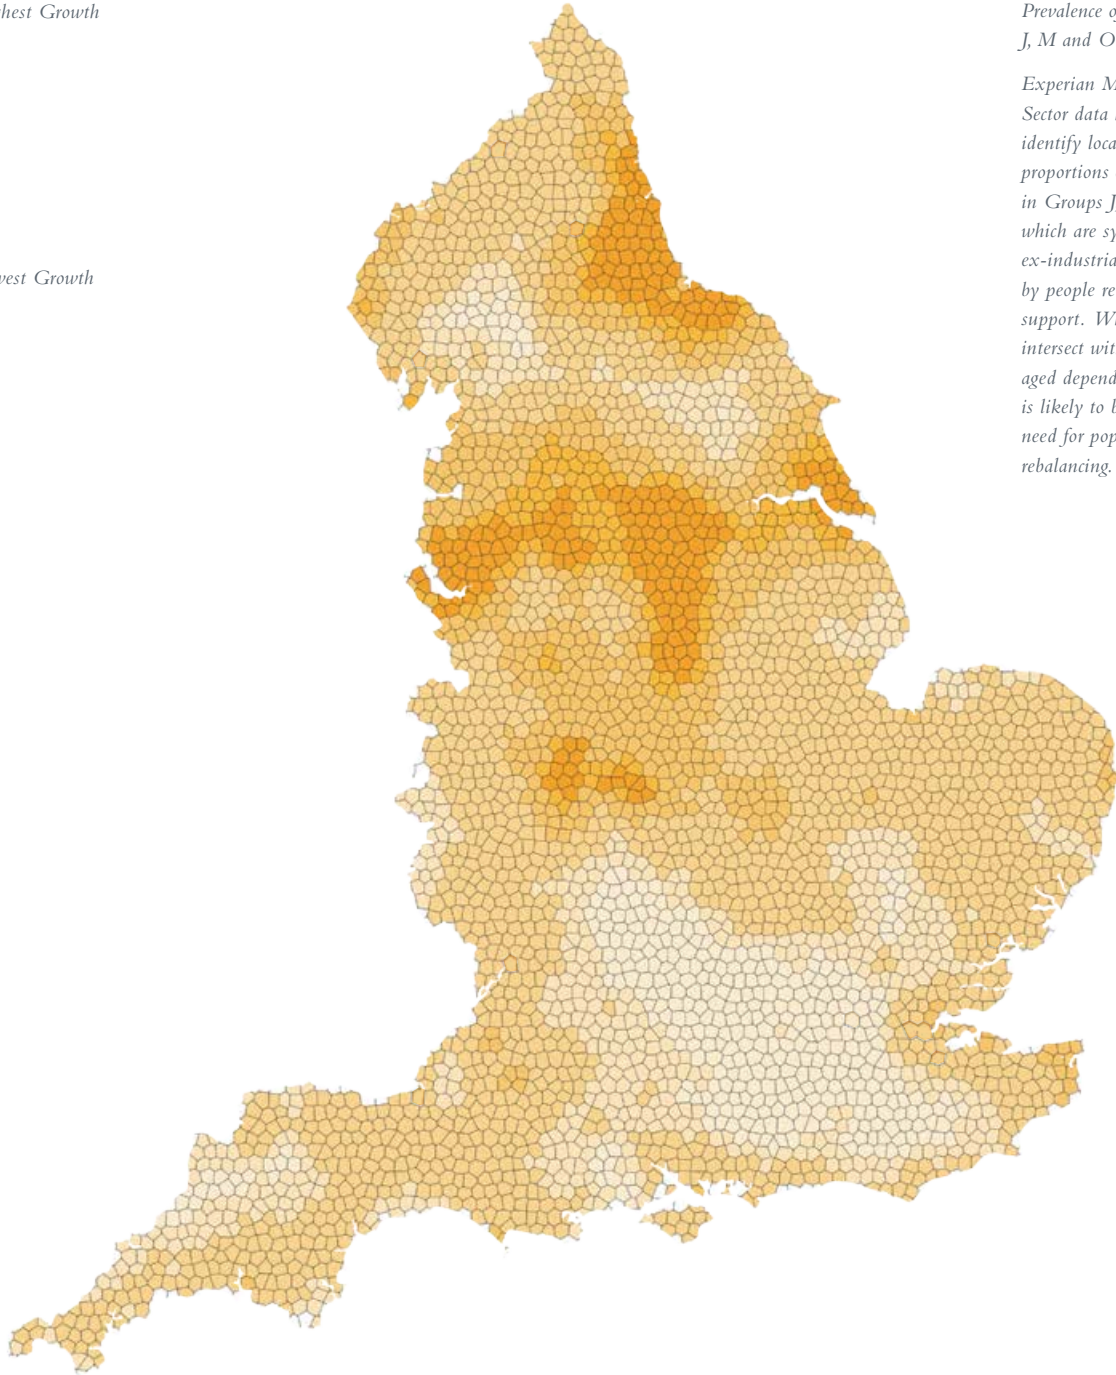 hest Growth
vest Growth
Prevalence o
J, M and O
Experian M
Sector data
identify loca
proportions
in Groups J,
which are sy
ex-industria
by people re
support. W
intersect wit
aged depend
is likely to b
need for pop
rebalancing.